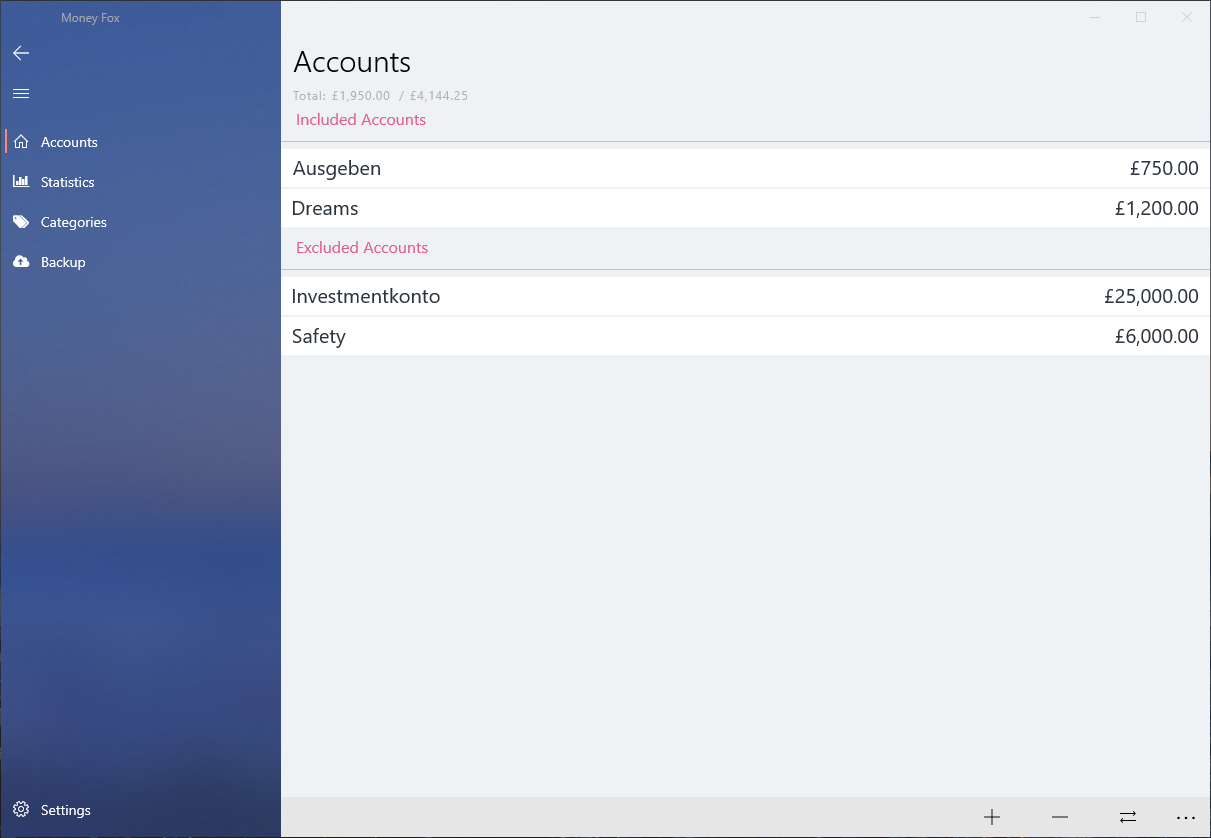 Money Fox
Accounts
Statistics
Categories
Backup
Settings
Accounts
Total: £1,950.00 / £4,144.25
Included Accounts
Ausgeben £750.00
Dreams £1,200.00
Excluded Accounts
Investmentkonto £25,000.00
Safety £6,000.00